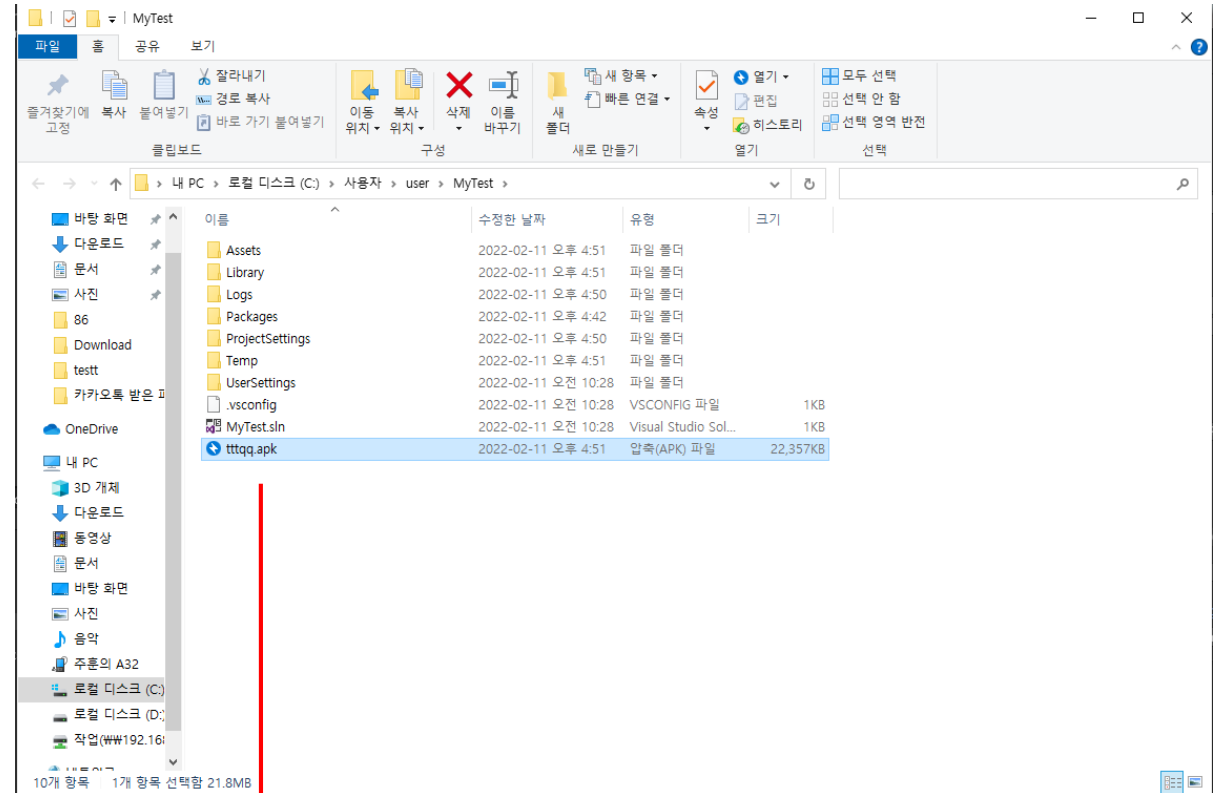 MyTest
파일 홈 공유 보기
즐겨찾기에 고정
복사
붙여넣기
잘라내기
경로 복사
바로 가기 붙여넣기
클립보드
이동 위치
복사 위치
삭제
이름 바꾸기
구성
새 폴더
새 항목
빠른 연결
새로 만들기
속성
열기
편집
히스토리
열기
모두 선택
선택 안 함
선택 영역 반전
선택
내 PC > 로컬 디스크 (C:) > 사용자 > user > MyTest >
바탕 화면
다운로드
문서
사진
86
Download
testt
카카오톡 받은
OneDrive
내 PC
3D 개체
다운로드
동영상
문서
바탕 화면
사진
음악
주훈의 A32
로컬 디스크 (C:)
로컬 디스크 (D:)
작업(₩₩192.16
이름 수정한 날짜 유형 크기
Assets 2022-02-11 오후 4:51 파일 폴더
Library 2022-02-11 오후 4:51 파일 폴더
Logs 2022-02-11 오후 4:50 파일 폴더
Packages 2022-02-11 오후 4:42 파일 폴더
ProjectSettings 2022-02-11 오후 4:50 파일 폴더
Temp 2022-02-11 오후 4:51 파일 폴더
UserSettings 2022-02-11 오전 10:28 파일 폴더
.vsconfig 2022-02-11 오전 10:28 VSCONFIG 파일 1KB
MyTest.sln 2022-02-11 오전 10:28 Visual Studio Sol... 1KB
tttqq.apk 2022-02-11 오후 4:51 압축(APK) 파일 22,357KB
10개 항목 1개 항목 선택함 21.8MB